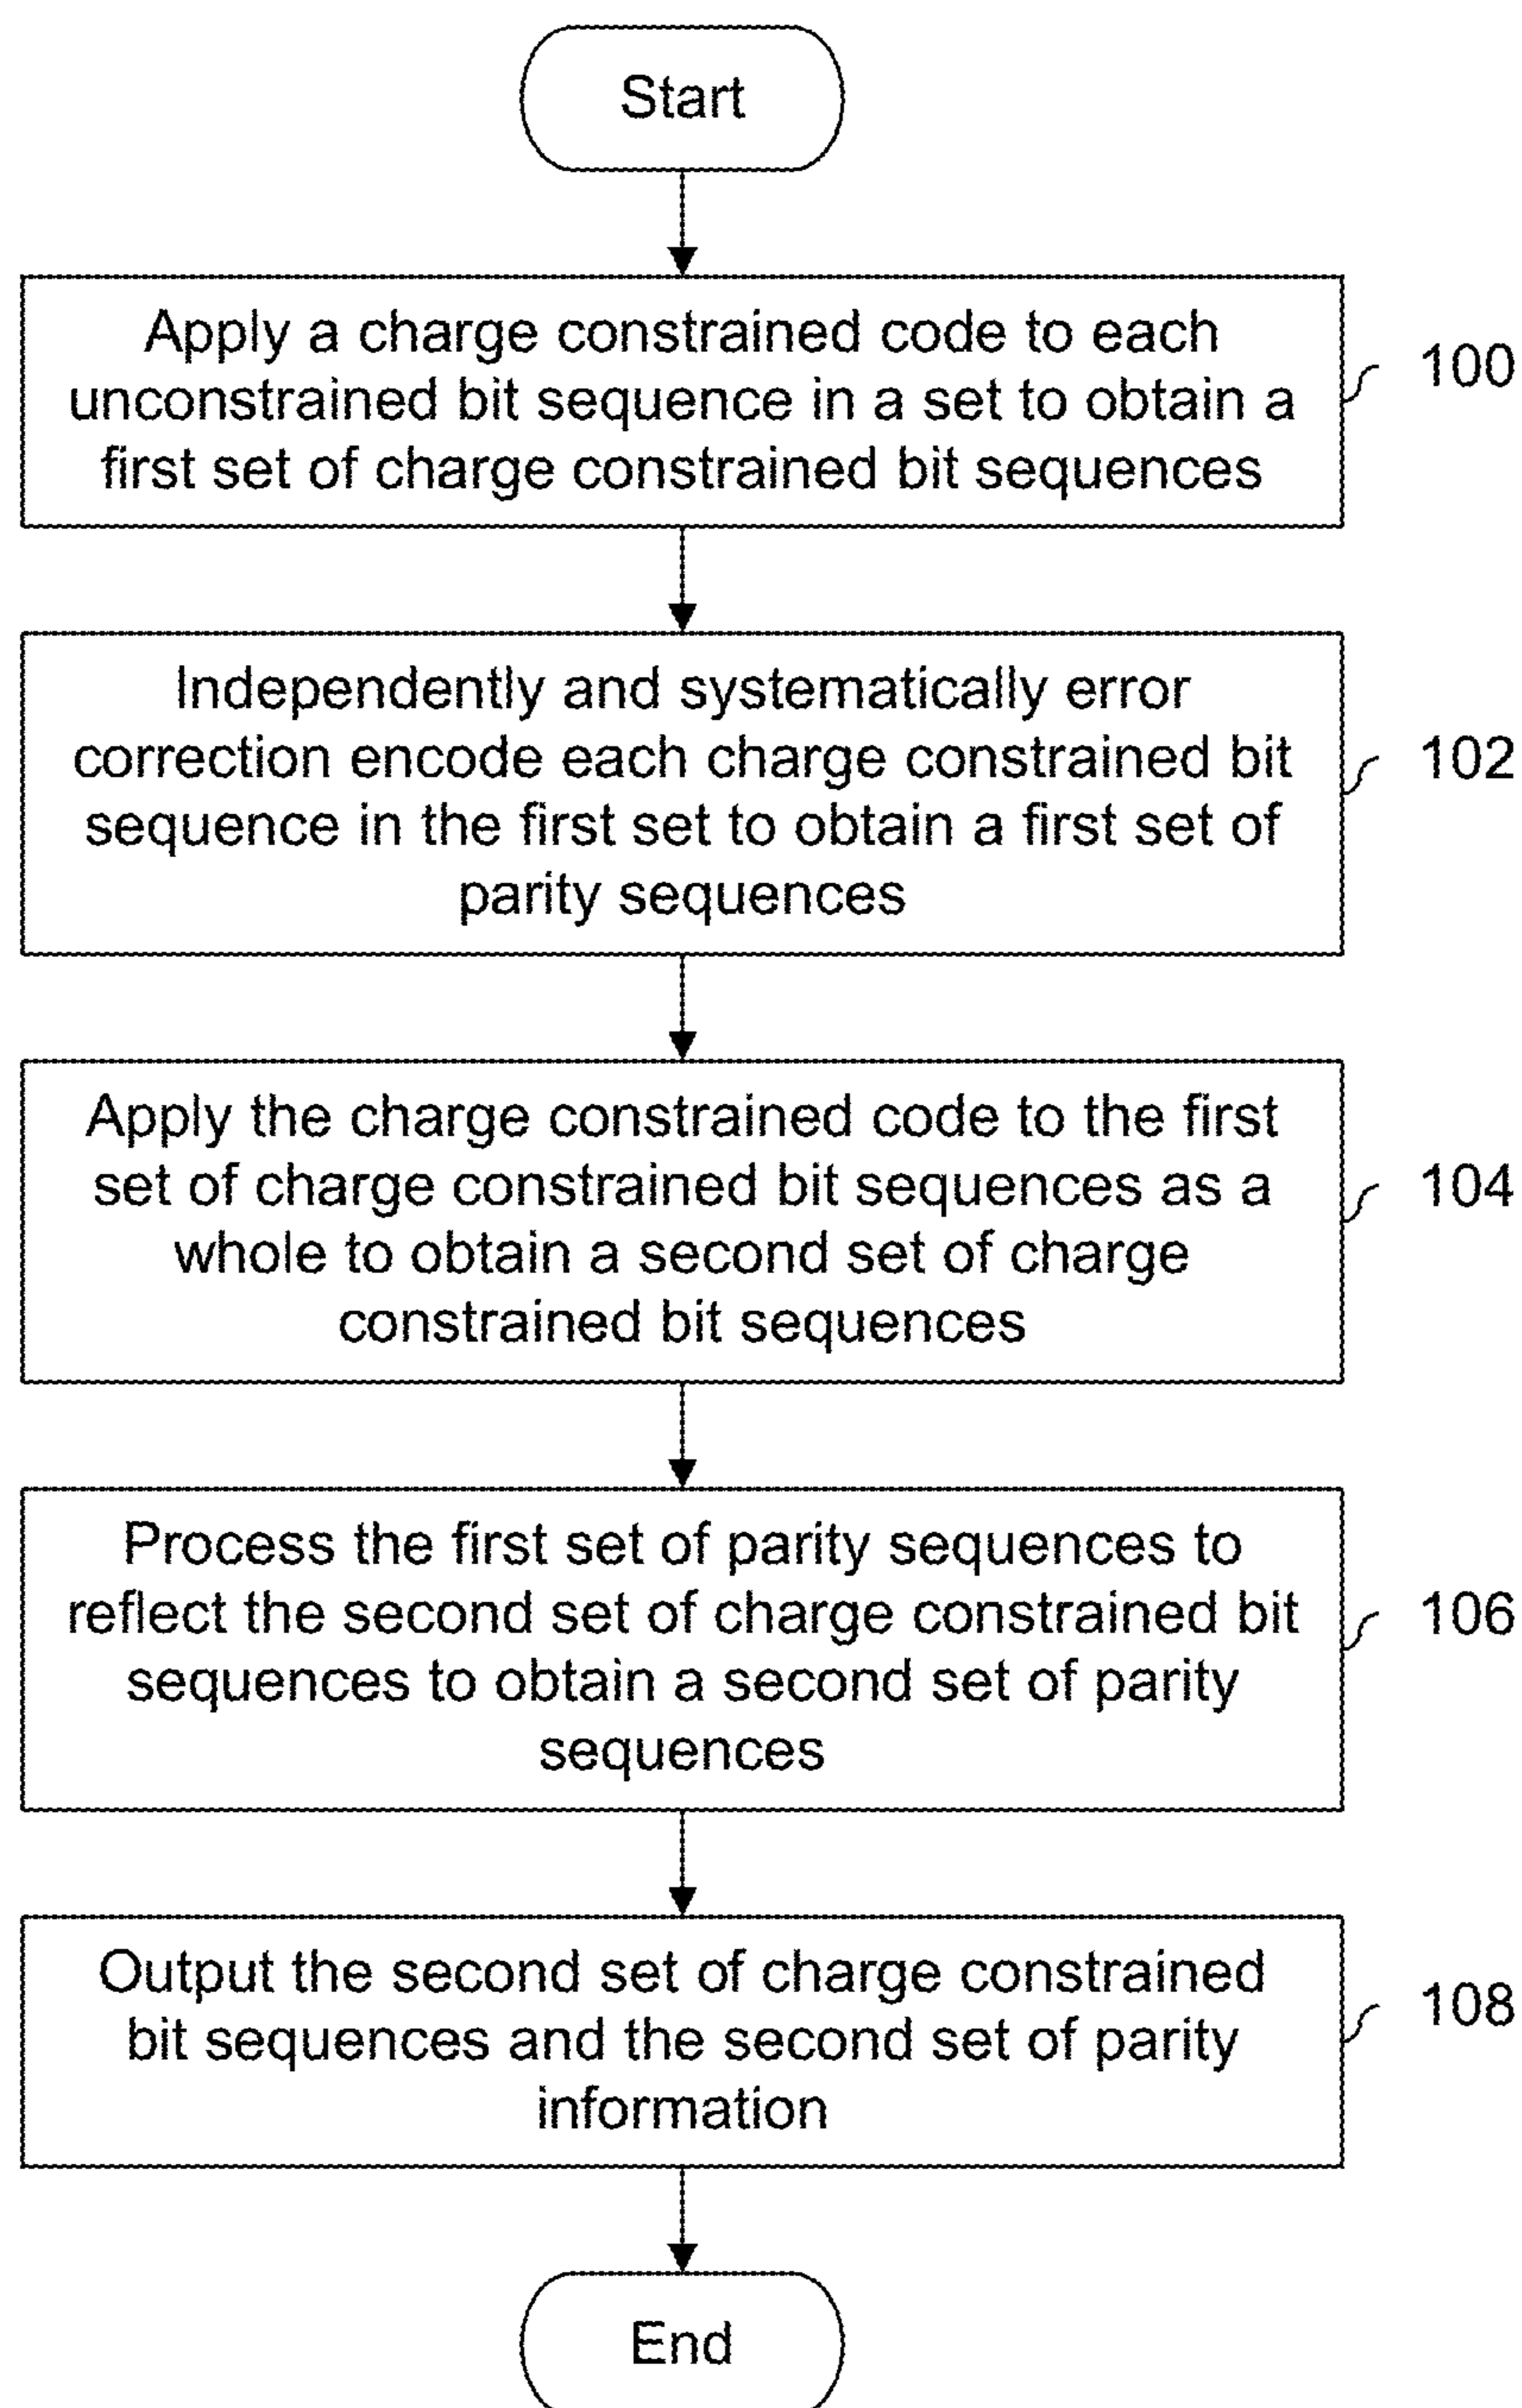 Start
Apply a charge constrained code to each
unconstrained bit sequence in a set to obtain a
first set of charge constrained bit sequences
100
Independently and systematically error
correction encode each charge constrained bit
sequence in the first set to obtain a first set of
parity sequences
102
Apply the charge constrained code to the first
set of charge constrained bit sequences as a
whole to obtain a second set of charge
constrained bit sequences
104
Process the first set of parity sequences to
reflect the second set of charge constrained bit
sequences to obtain a second set of parity
sequences
106
Output the second set of charge constrained
bit sequences and the second set of parity
information
108
End